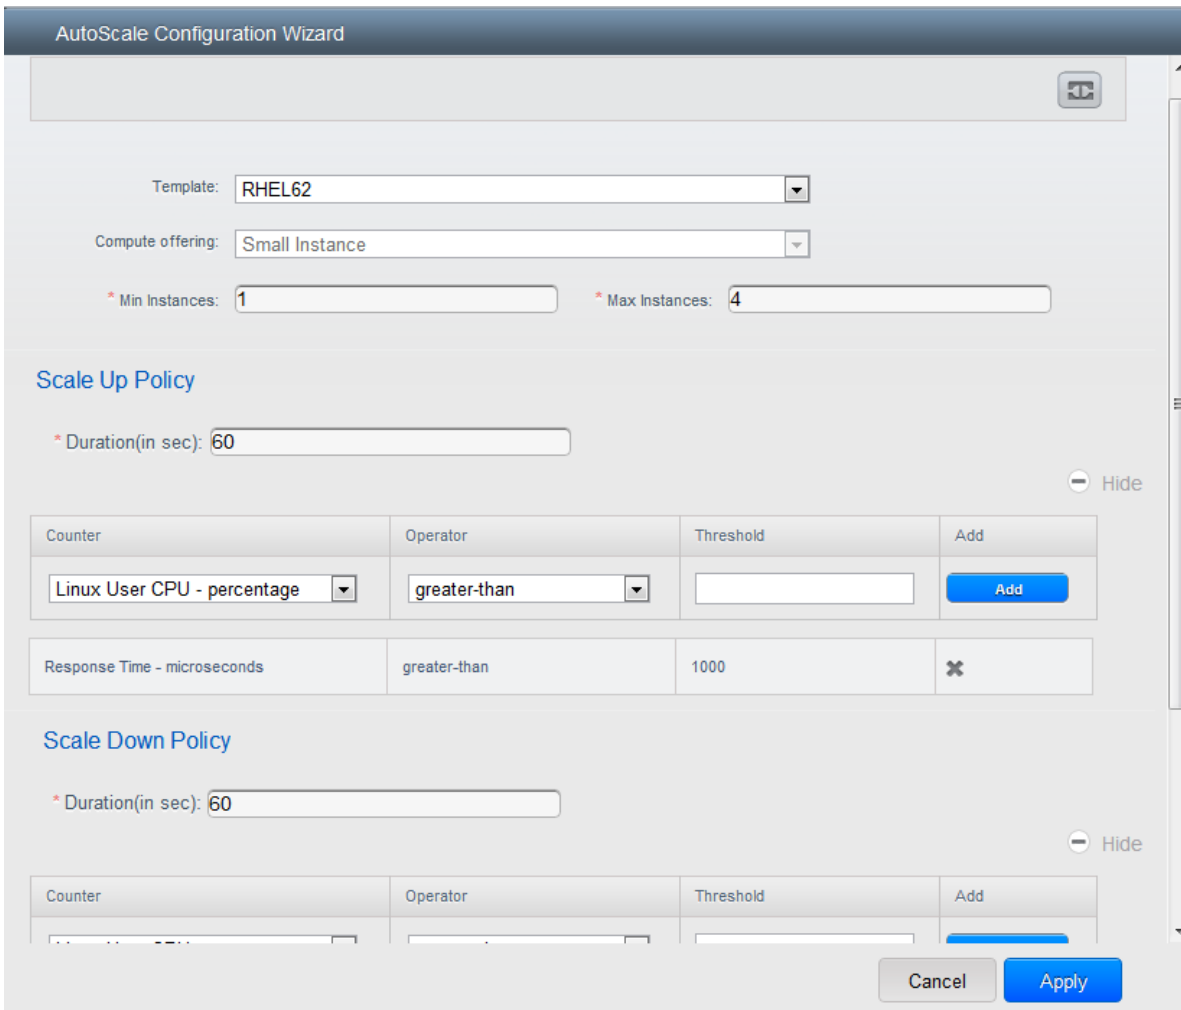 AutoScale Configuration Wizard
Template: RHEL62
Compute offering: Small Instance
* Min Instances: 1 * Max Instances: 4
Scale Up Policy
* Duration(in sec): 60
Hide
Counter Operator Threshold Add
Linux User CPU - percentage greater-than Add
Response Time - microseconds greater-than 1000
Scale Down Policy
* Duration(in sec): 60
Hide
Counter Operator Threshold Add
Cancel Apply